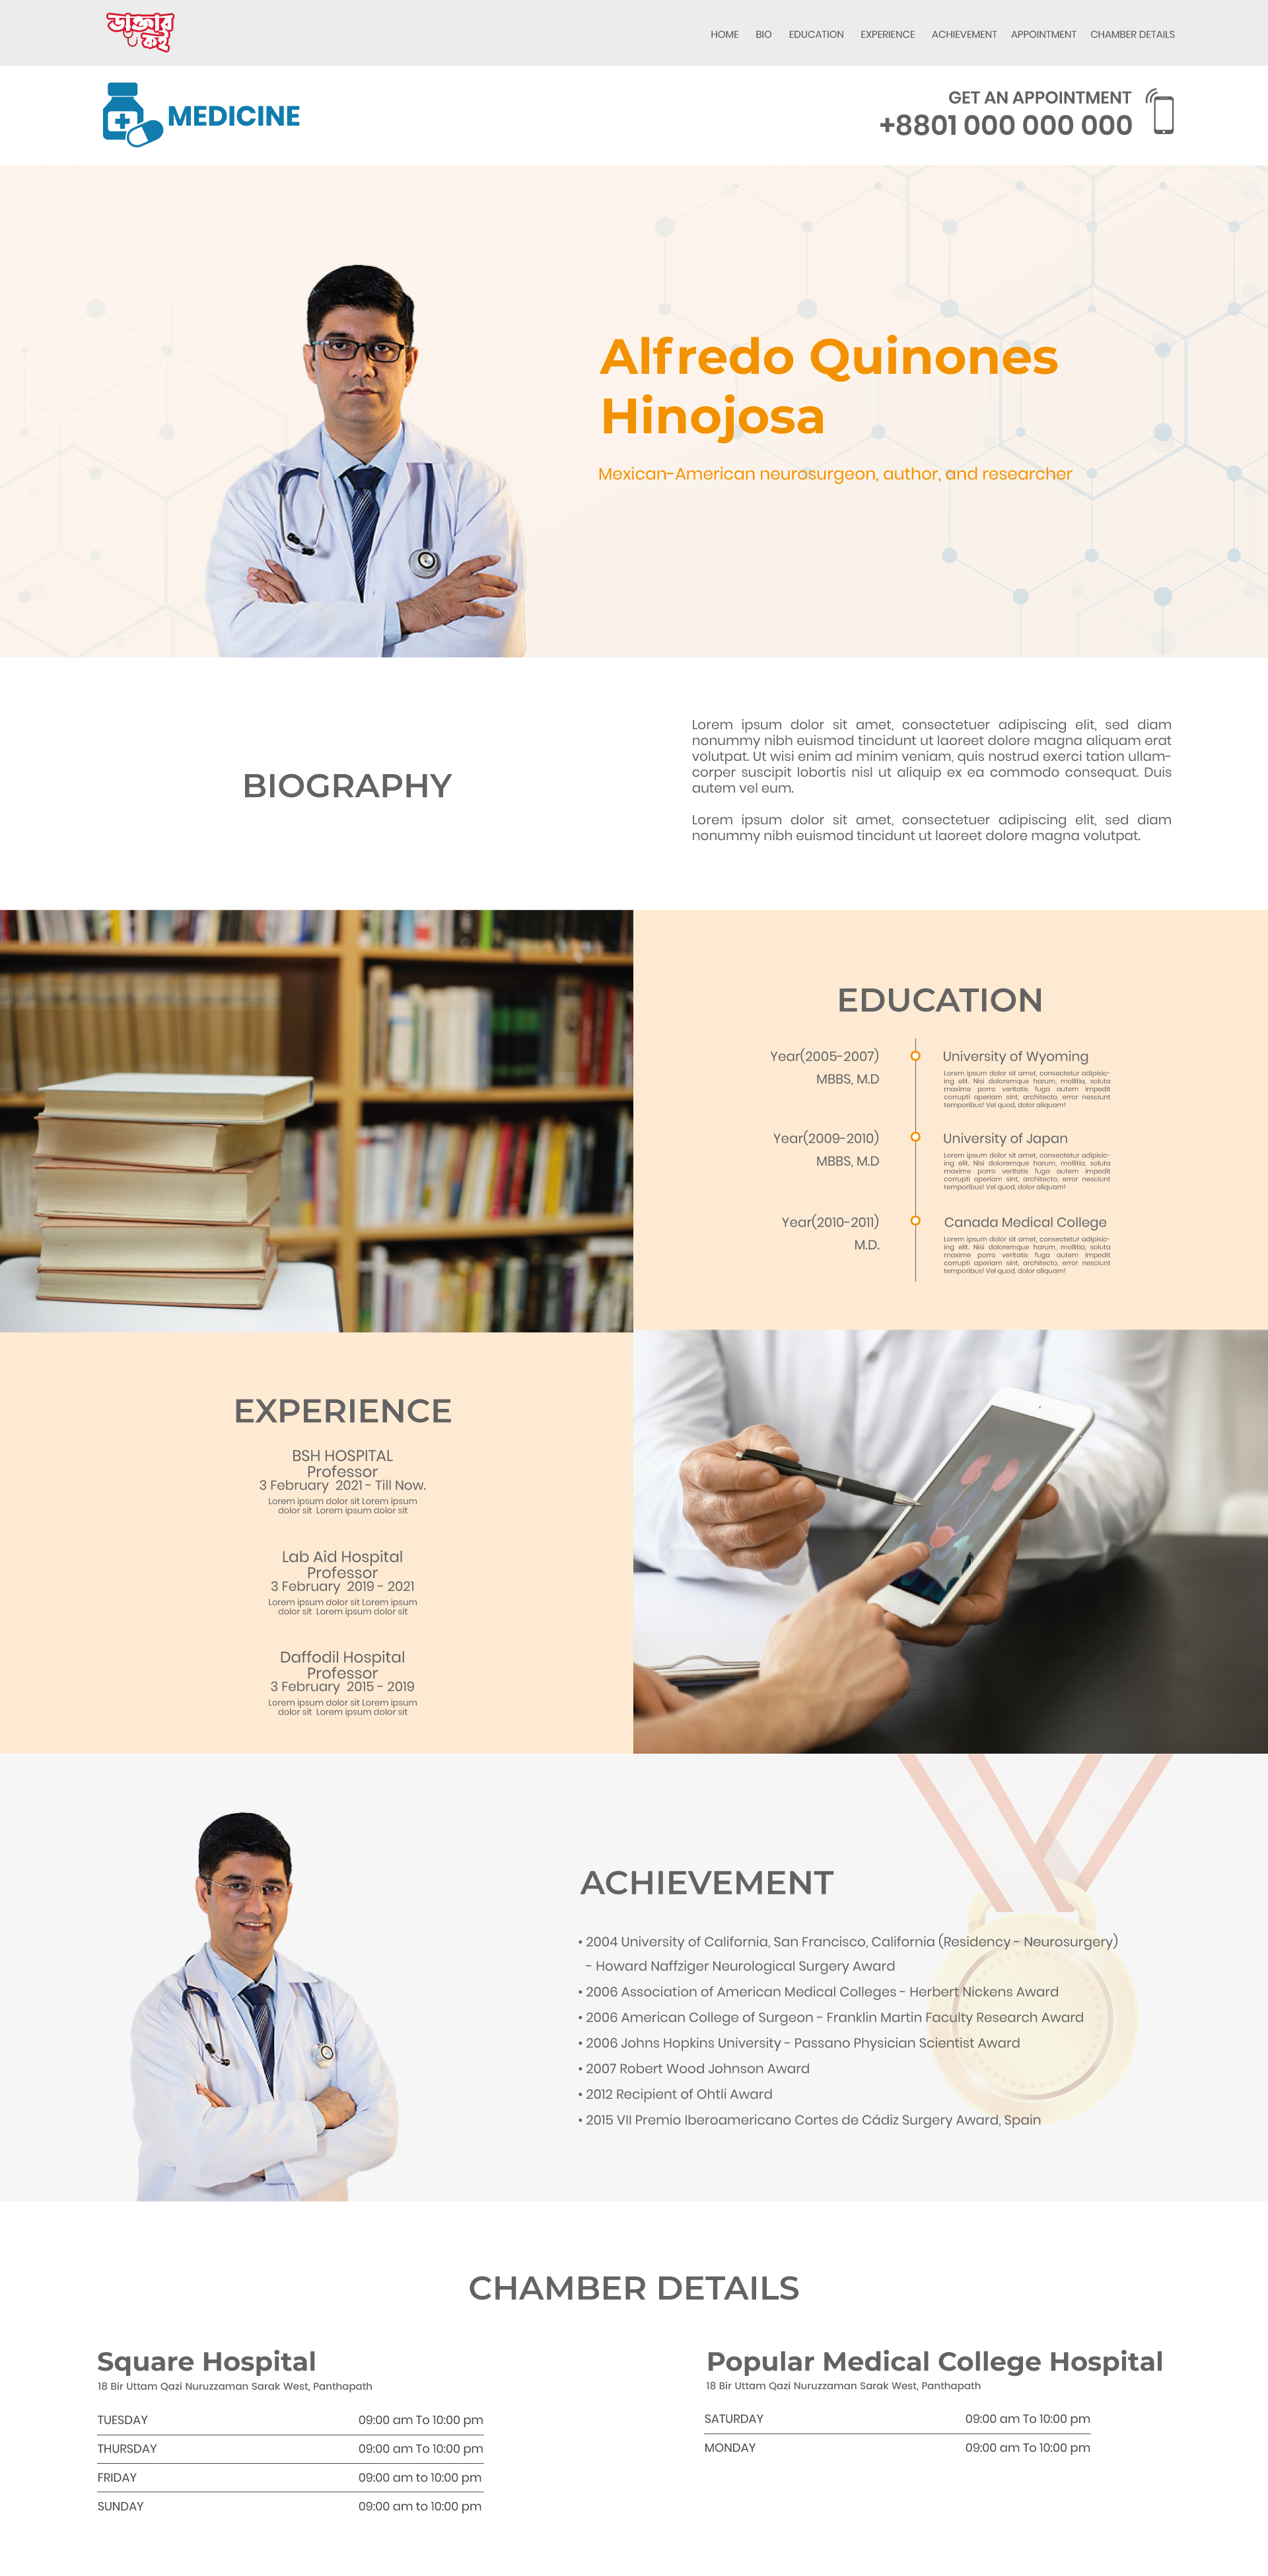 ডাক্তার
কই
HOME BIO EDUCATION EXPERIENCE ACHIEVEMENT APPOINTMENT CHAMBER DETAILS
MEDICINE
GET AN APPOINTMENT
+8801 000 000 000
Alfredo Quinones
Hinojosa
Mexican-American neurosurgeon, author, and researcher
BIOGRAPHY
Lorem ipsum dolor sit amet, consectetuer adipiscing elit, sed diam
nonummy nibh euismod tincidunt ut laoreet dolore magna aliquam erat
volutpat. Ut wisi enim ad minim veniam, quis nostrud exerci tation ullam-
corper suscipit lobortis nisl ut aliquip ex ea commodo consequat. Duis
autem vel eum.
Lorem ipsum dolor sit amet, consectetuer adipiscing elit, sed diam
nonummy nibh euismod tincidunt ut laoreet dolore magna volutpat.
EDUCATION
Year(2005-2007)
MBBS, M.D
University of Wyoming
Lorem ipsum dolor sit amet, consectetur adipisic-
ing elit. Nisi doloremque harum, mollitia, soluta
maxime porro veritatis fuga autem impedit
corrupti aperiam sint, architecto, error nesciunt
temporibus! Vel quod, dolor aliquam!
Year(2009-2010)
MBBS, M.D
University of Japan
Lorem ipsum dolor sit amet, consectetur adipisic-
ing elit. Nisi doloremque harum, mollitia, soluta
maxime porro veritatis fuga autem impedit
corrupti aperiam sint, architecto, error nesciunt
temporibus! Vel quod, dolor aliquam!
Year(2010-2011)
M.D.
Canada Medical College
Lorem ipsum dolor sit amet, consectetur adipisic-
ing elit. Nisi doloremque harum, mollitia, soluta
maxime porro veritatis fuga autem impedit
corrupti aperiam sint, architecto, error nesciunt
temporibus! Vel quod, dolor aliquam!
EXPERIENCE
BSH HOSPITAL
Professor
3 February 2021 - Till Now.
Lorem ipsum dolor sit Lorem ipsum
dolor sit Lorem ipsum dolor sit
Lab Aid Hospital
Professor
3 February 2019 - 2021
Lorem ipsum dolor sit Lorem ipsum
dolor sit Lorem ipsum dolor sit
Daffodil Hospital
Professor
3 February 2015 - 2019
Lorem ipsum dolor sit Lorem ipsum
dolor sit Lorem ipsum dolor sit
ACHIEVEMENT
• 2004 University of California, San Francisco, California (Residency - Neurosurgery)
- Howard Naffziger Neurological Surgery Award
• 2006 Association of American Medical Colleges - Herbert Nickens Award
• 2006 American College of Surgeon - Franklin Martin Faculty Research Award
• 2006 Johns Hopkins University - Passano Physician Scientist Award
• 2007 Robert Wood Johnson Award
• 2012 Recipient of Ohtli Award
• 2015 VII Premio Iberoamericano Cortes de Cádiz Surgery Award, Spain
CHAMBER DETAILS
Square Hospital
18 Bir Uttam Qazi Nuruzzaman Sarak West, Panthapath
TUESDAY 09:00 am To 10:00 pm
THURSDAY 09:00 am To 10:00 pm
FRIDAY 09:00 am to 10:00 pm
SUNDAY 09:00 am to 10:00 pm
Popular Medical College Hospital
18 Bir Uttam Qazi Nuruzzaman Sarak West, Panthapath
SATURDAY 09:00 am To 10:00 pm
MONDAY 09:00 am To 10:00 pm